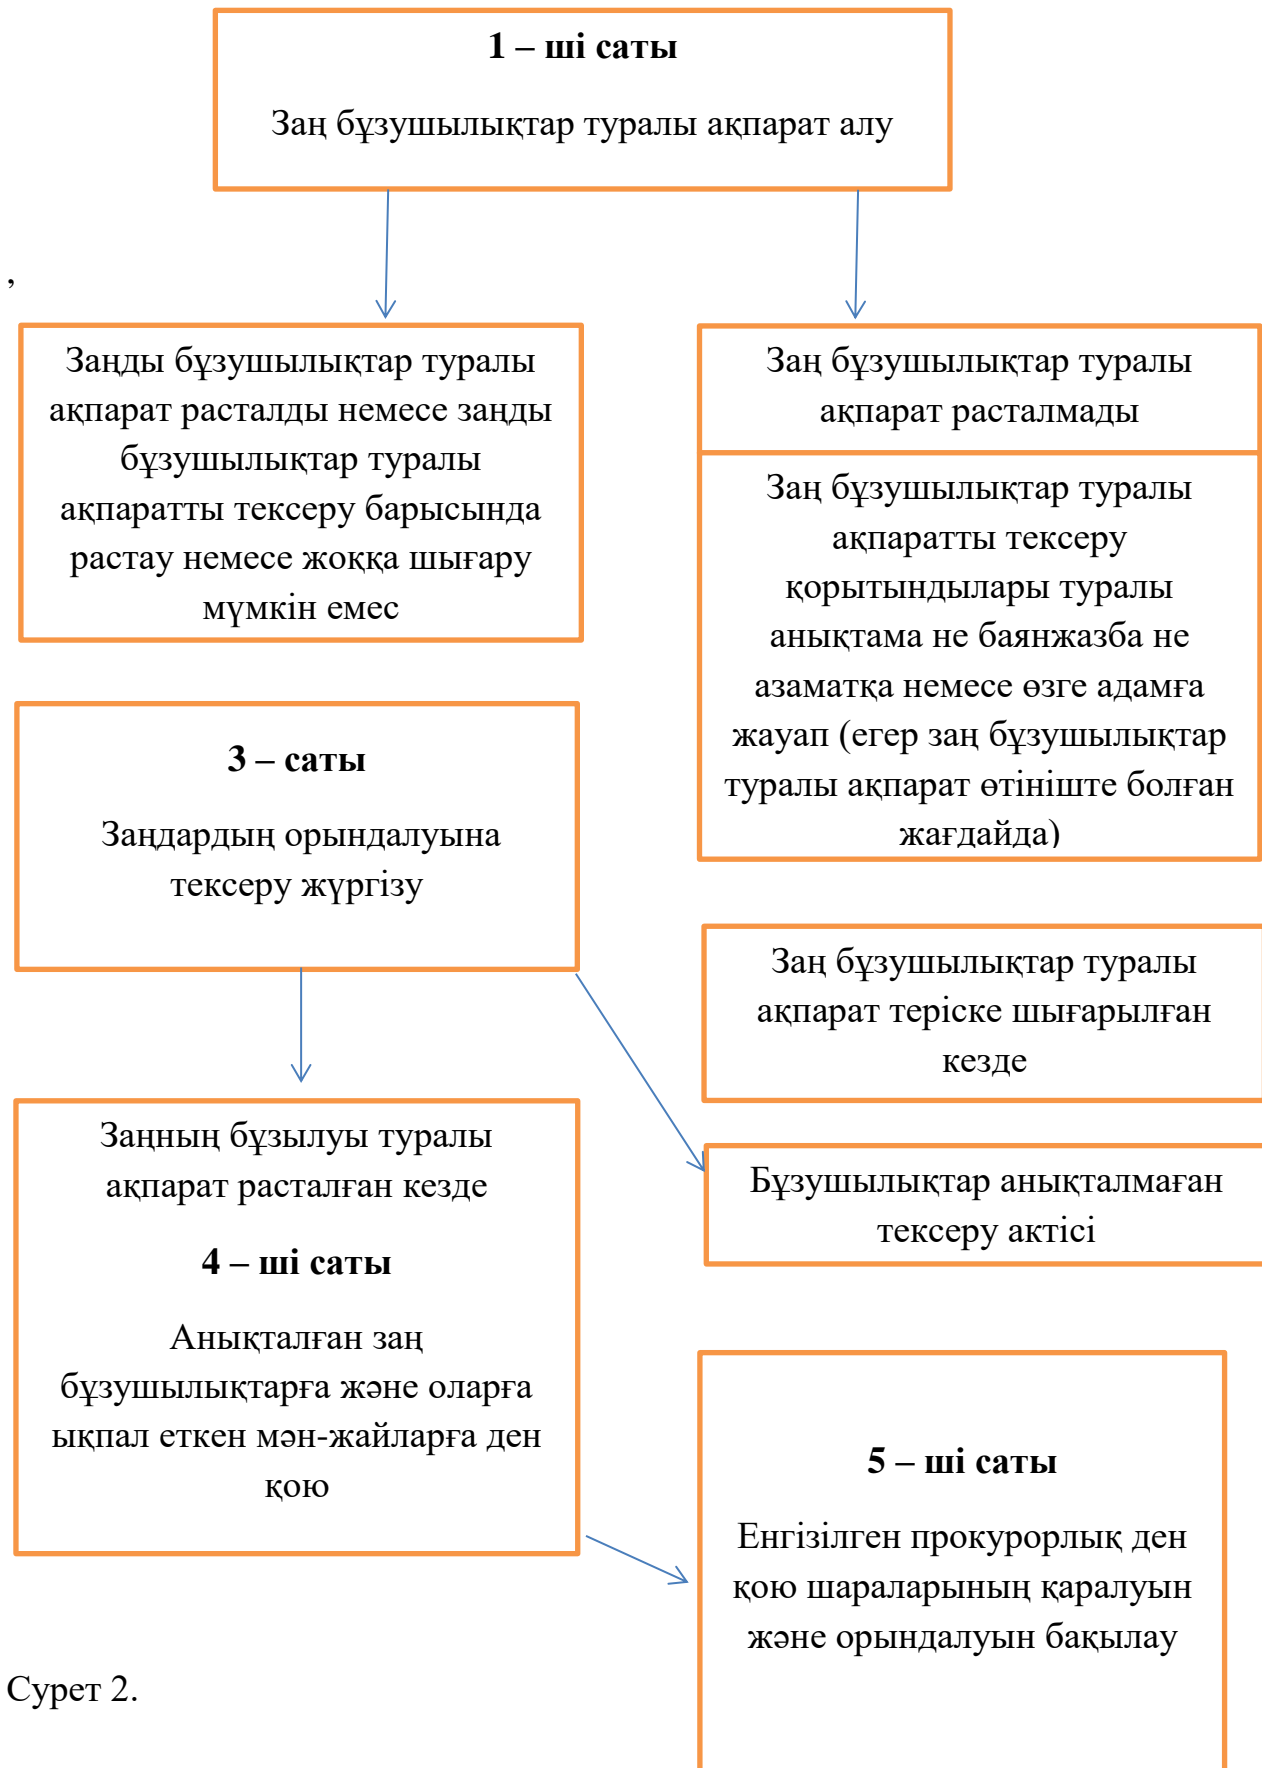 1 – ші саты
Заң бұзушылықтар туралы ақпарат алу
,
Заңды бұзушылықтар туралы
ақпарат расталды немесе заңды
бұзушылықтар туралы
ақпаратты тексеру барысында
растау немесе жоққа шығару
мүмкін емес
Заң бұзушылықтар туралы
ақпарат расталмады
Заң бұзушылықтар туралы
ақпаратты тексеру
қорытындылары туралы
анықтама не баянжазба не
азаматқа немесе өзге адамға
жауап (егер заң бұзушылықтар
туралы ақпарат өтініште болған
жағдайда)
3 – саты
Заңдардың орындалуына
тексеру жүргізу
Заң бұзушылықтар туралы
ақпарат теріске шығарылған
кезде
Заңның бұзылуы туралы
ақпарат расталған кезде
4 – ші саты
Анықталған заң
бұзушылықтарға және оларға
ықпал еткен мән-жайларға ден
қою
Бұзушылықтар анықталмаған
тексеру актісі
5 – ші саты
Енгізілген прокурорлық ден
қою шараларының қаралуын
және орындалуын бақылау
Сурет 2.